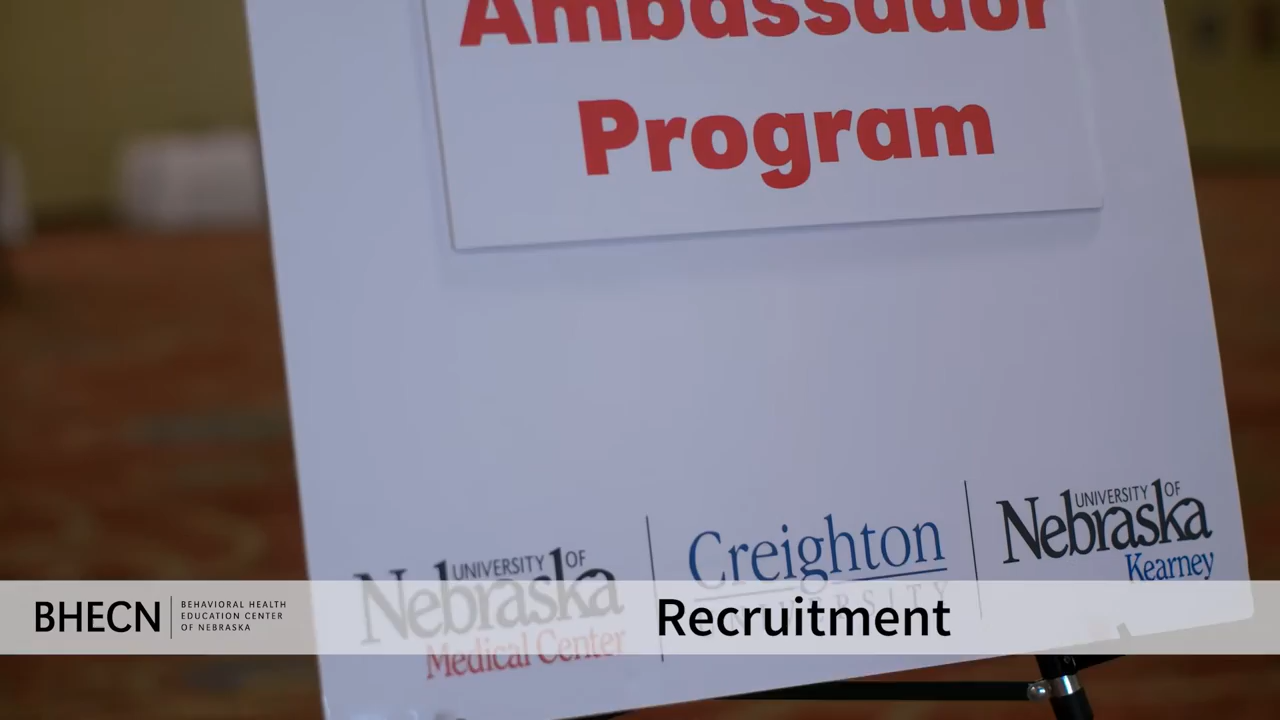 Ambassador
Program
UNIVERSITY OF
Nebraska
Medical Center
Creighton
UNIVERSITY
UNIVERSITY OF
Nebraska
Kearney
BHECN
BEHAVIORAL HEALTH
EDUCATION CENTER
OF NEBRASKA
Recruitment